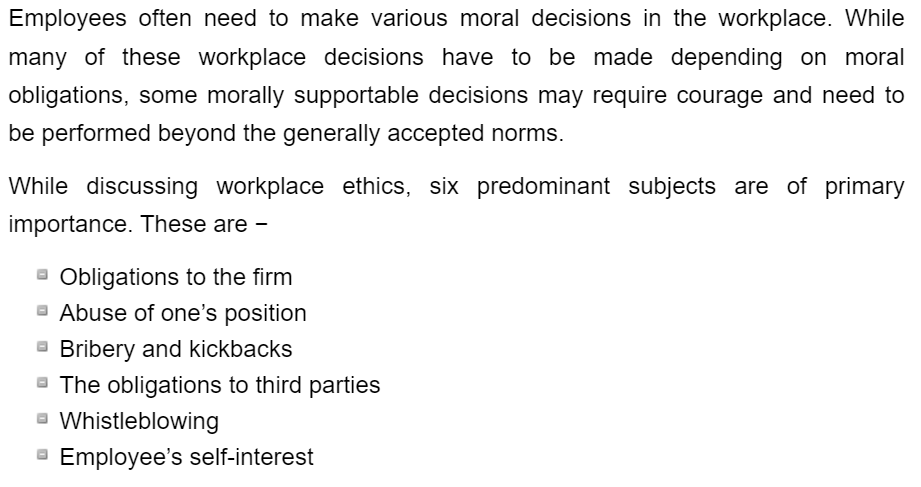 Employees often need to make various moral decisions in the workplace. While
many of these workplace decisions have to be made depending on moral
obligations, some morally supportable decisions may require courage and need to
be performed beyond the generally accepted norms.
While discussing workplace ethics, six predominant subjects are of primary
importance. These are −
Obligations to the firm
Abuse of one’s position
Bribery and kickbacks
The obligations to third parties
Whistleblowing
Employee’s self-interest